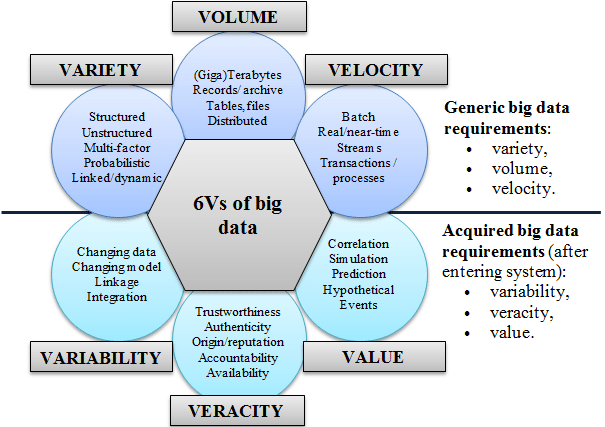 VOLUME
VARIETY
VELOCITY
(Giga)Terabytes
Records/ archive
Tables, files
Distributed
Structured
Unstructured
Multi-factor
Probabilistic
Linked/dynamic
Batch
Real/near-time
Streams
Transactions /
processes
Generic big data
requirements:
• variety,
• volume,
• velocity.
6Vs of big
data
Changing data
Changing model
Linkage
Integration
Correlation
Simulation
Prediction
Hypothetical
Events
Acquired big data
requirements (after
entering system):
• variability,
• veracity,
• value.
Trustworthiness
Authenticity
Origin/reputation
Accountability
Availability
VARIABILITY
VALUE
VERACITY